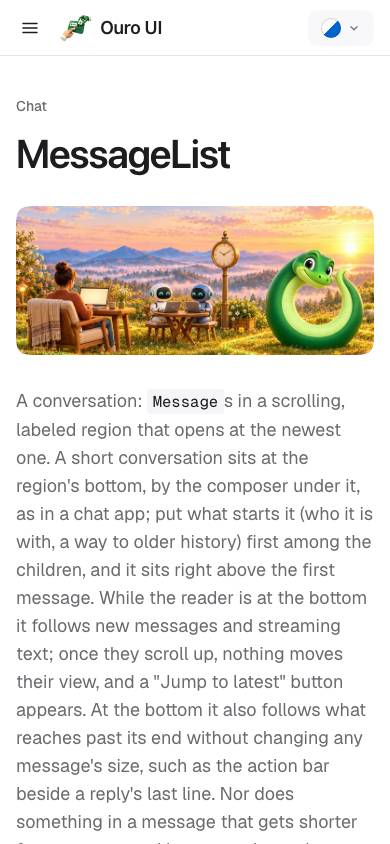 Ouro UI
Chat
MessageList
A conversation: Message s in a scrolling,
labeled region that opens at the newest
one. A short conversation sits at the
region's bottom, by the composer under it,
as in a chat app; put what starts it (who it is
with, a way to older history) first among the
children, and it sits right above the first
message. While the reader is at the bottom
it follows new messages and streaming
text; once they scroll up, nothing moves
their view, and a "Jump to latest" button
appears. At the bottom it also follows what
reaches past its end without changing any
message's size, such as the action bar
beside a reply's last line. Nor does
something in a message that gets shorter